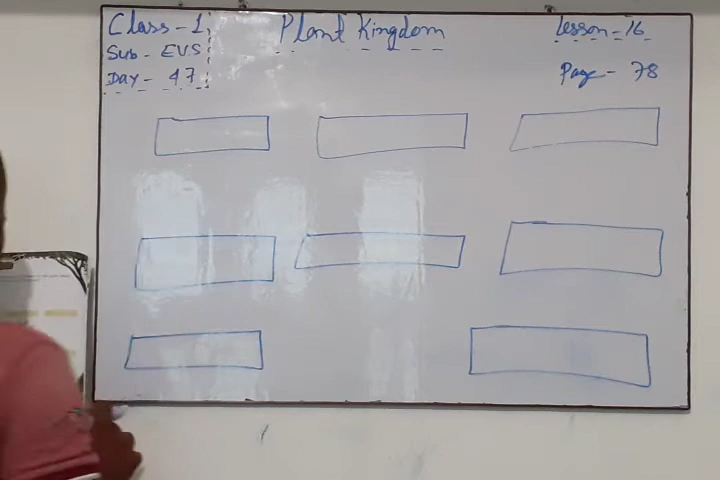 Class - 1
Sub - EVS
Day - 47
Plant Kingdom
Lesson - 16
Page - 78